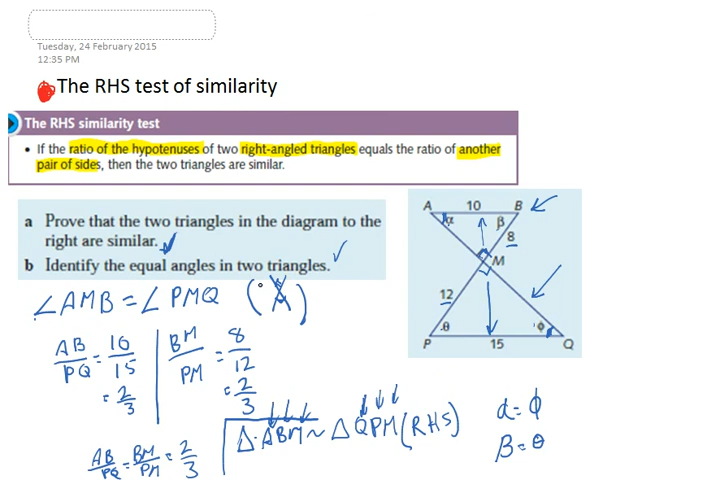 Tuesday, 24 February 2015
12:35 PM
The RHS test of similarity
The RHS similarity test
• If the ratio of the hypotenuses of two right-angled triangles equals the ratio of another
pair of sides, then the two triangles are similar.
a Prove that the two triangles in the diagram to the
right are similar.
b Identify the equal angles in two triangles.
A 10 B
α β
8
M
12
θ φ
P 15 Q
∠AMB = ∠PMQ
AB/PQ = 10/15
= 2/3
BM/PM = 8/12
= 2/3
AB/PQ = BM/PM = 2/3
Δ ABM ~ Δ QPM (RHS)
α = φ
β = θ